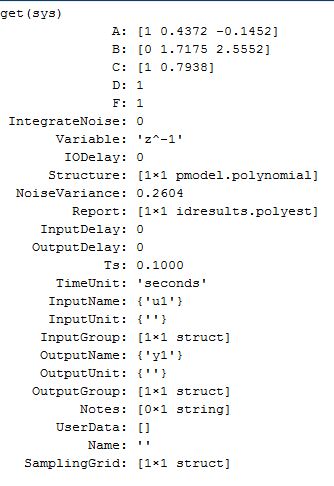 get(sys)
A: [1 0.4372 -0.1452]
B: [0 1.7175 2.5552]
C: [1 0.7938]
D: 1
F: 1
IntegrateNoise: 0
Variable: 'z^-1'
IODelay: 0
Structure: [1×1 pmodel.polynomial]
NoiseVariance: 0.2604
Report: [1×1 idresults.polyest]
InputDelay: 0
OutputDelay: 0
Ts: 0.1000
TimeUnit: 'seconds'
InputName: {'u1'}
InputUnit: {''}
InputGroup: [1×1 struct]
OutputName: {'y1'}
OutputUnit: {''}
OutputGroup: [1×1 struct]
Notes: [0×1 string]
UserData: []
Name: ''
SamplingGrid: [1×1 struct]